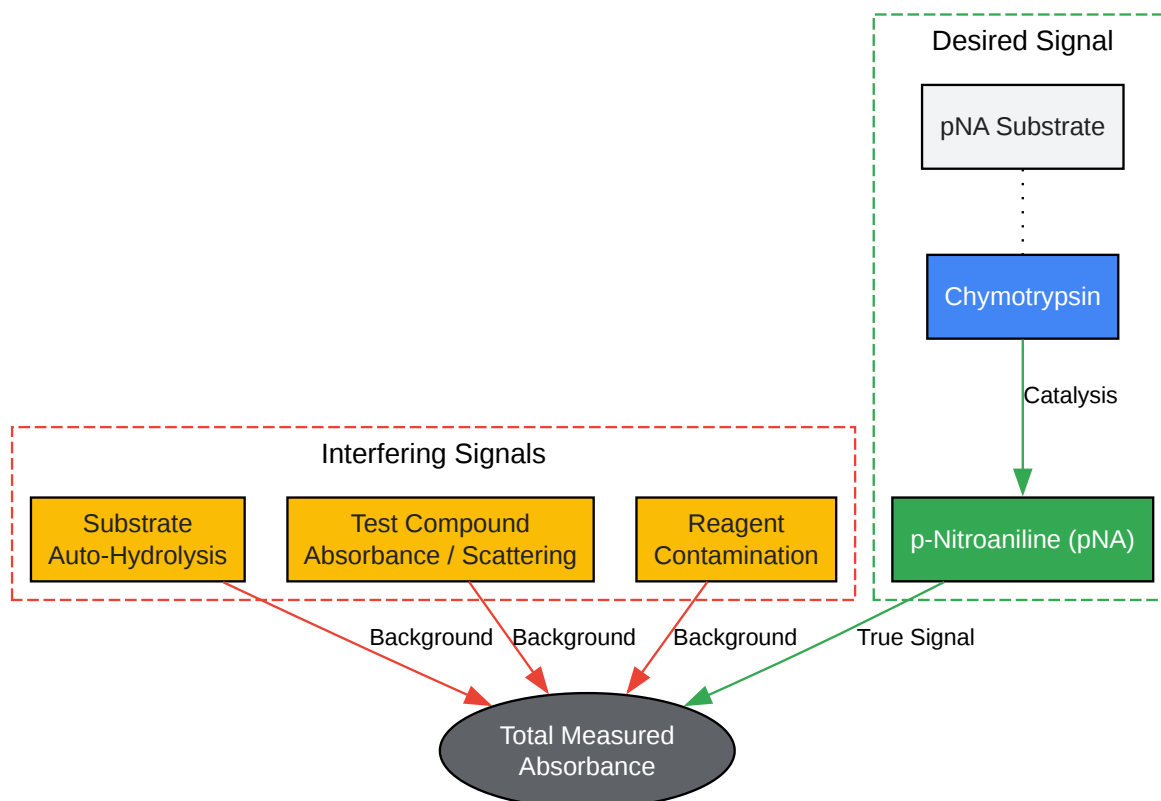 Desired Signal
pNA Substrate
Chymotrypsin
Catalysis
Interfering Signals
Substrate
Auto-Hydrolysis
Test Compound
Absorbance / Scattering
Reagent
Contamination
p-Nitroaniline (pNA)
Background
Background
Background
True Signal
Total Measured
Absorbance